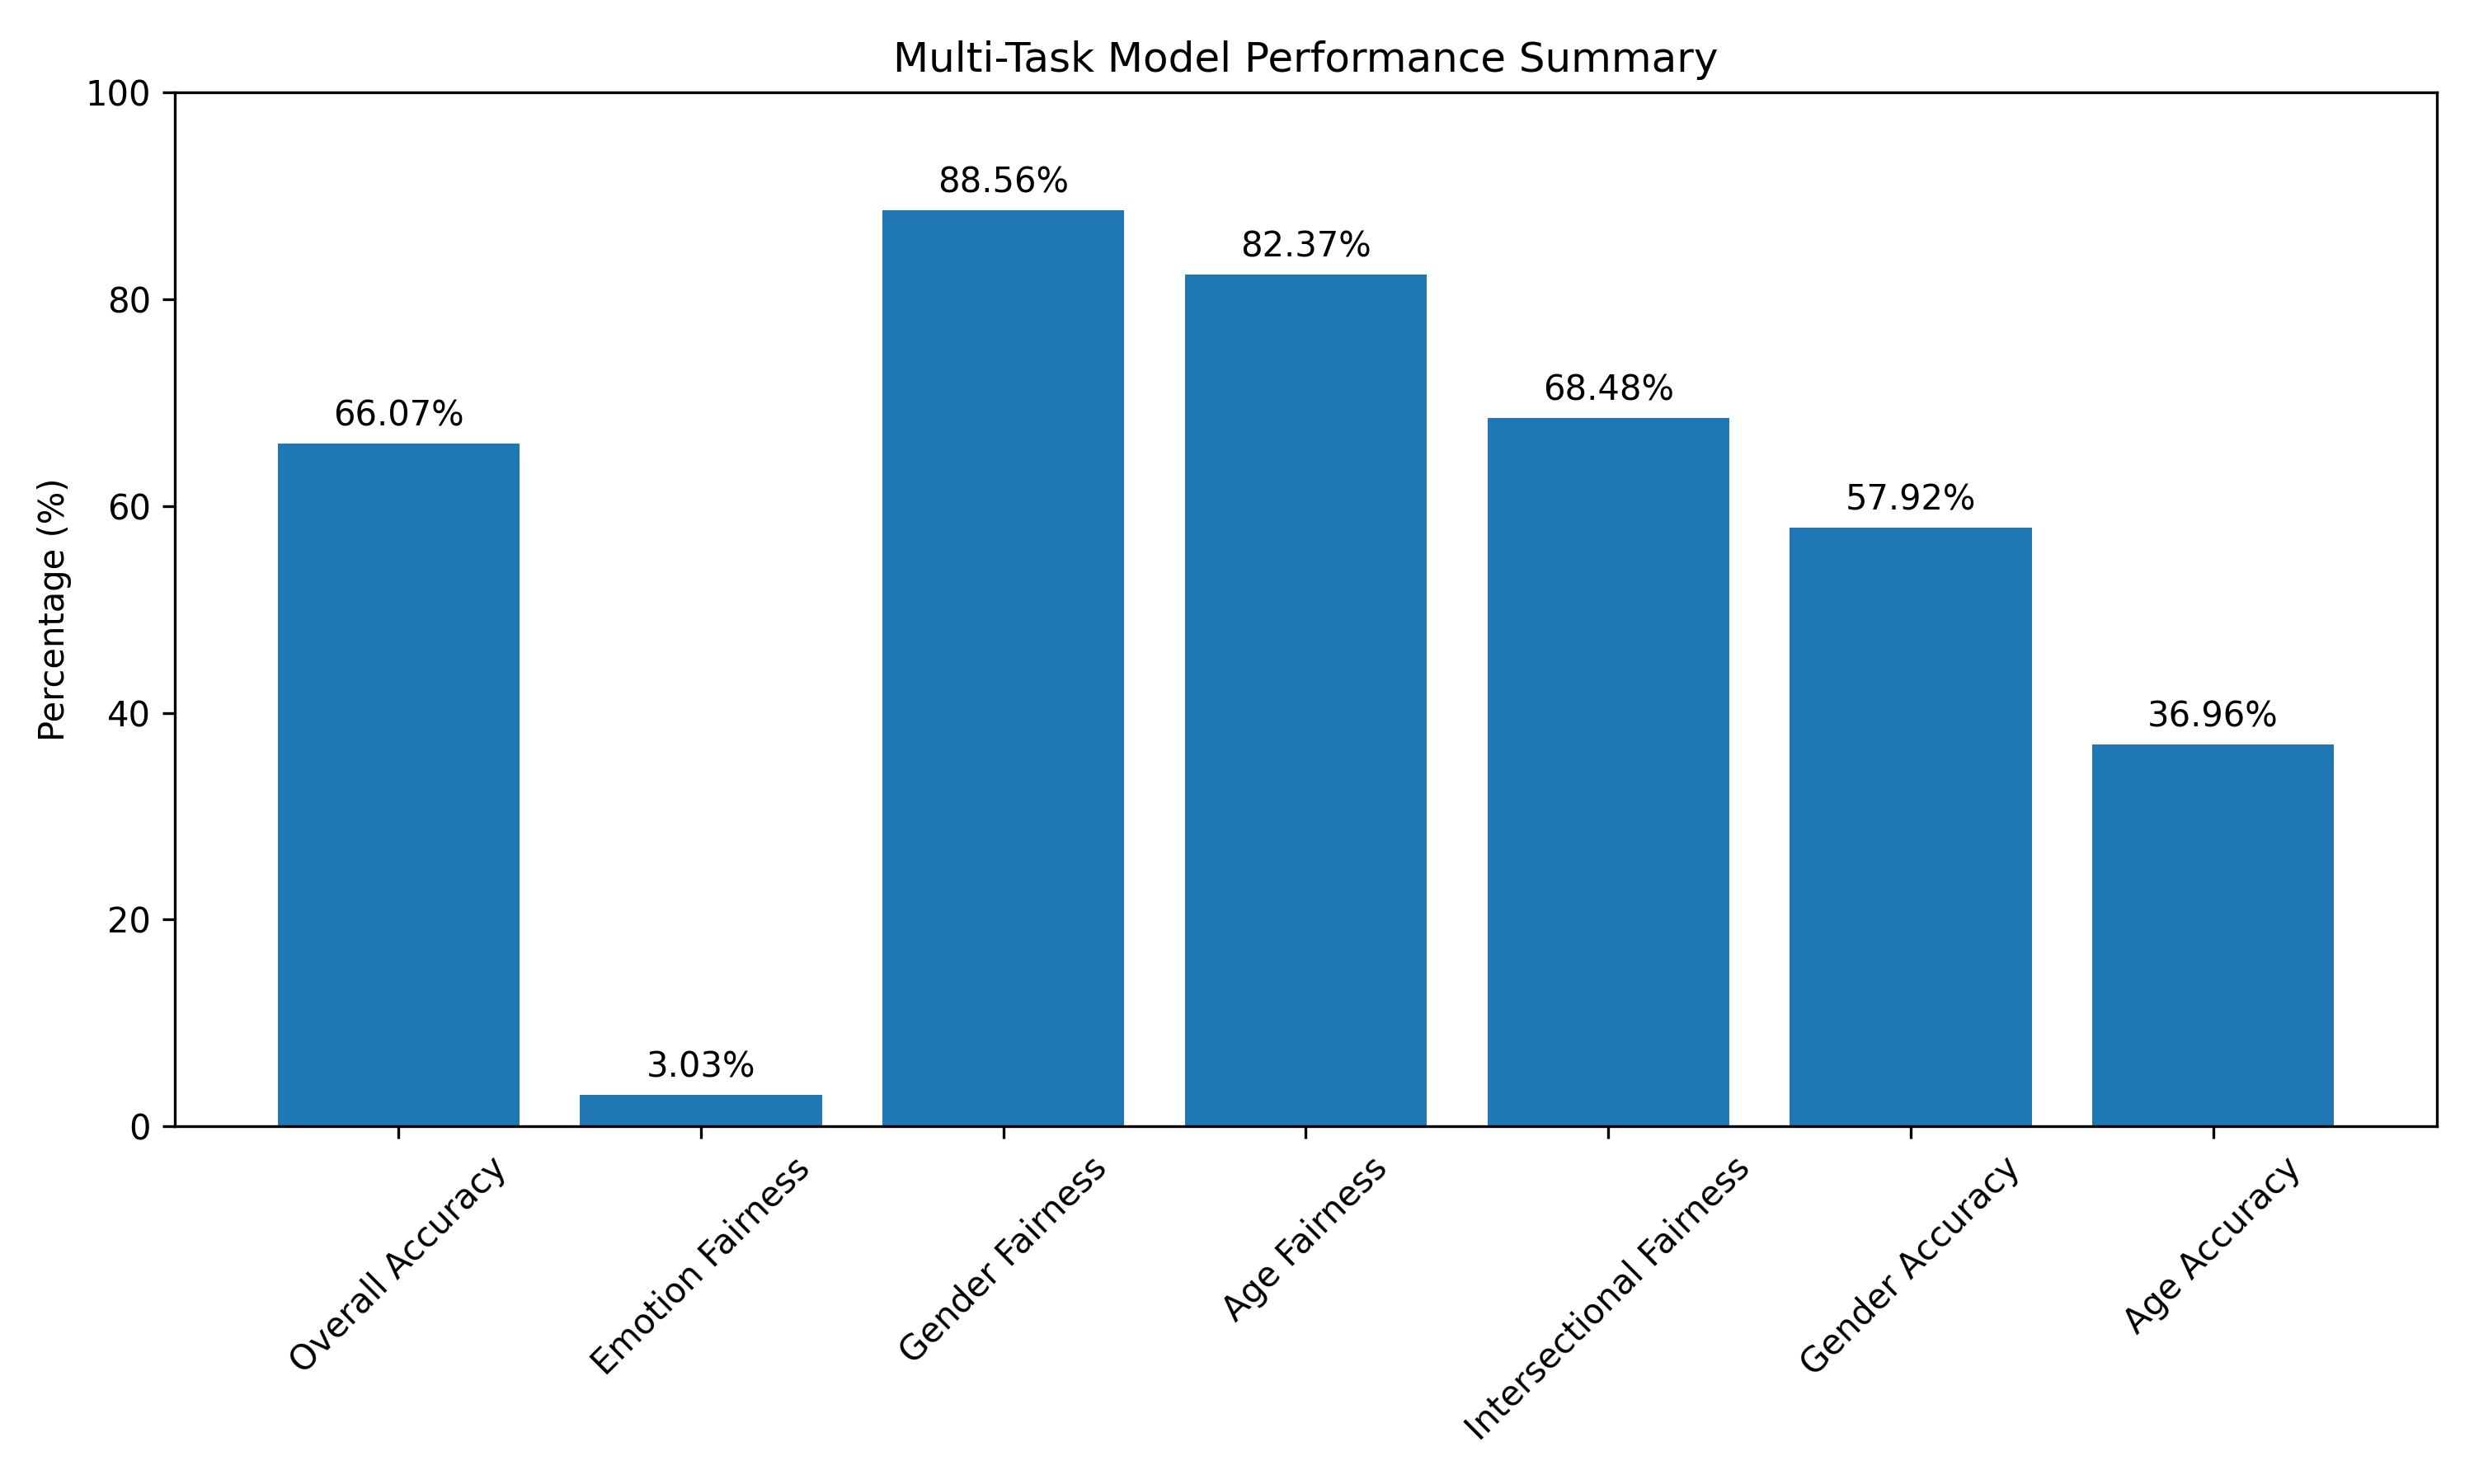 Multi-Task Model Performance Summary
Percentage (%)
100
80
60
40
20
0
66.07%
3.03%
88.56%
82.37%
68.48%
57.92%
36.96%
Overall Accuracy
Emotion Fairness
Gender Fairness
Age Fairness
Intersectional Fairness
Gender Accuracy
Age Accuracy